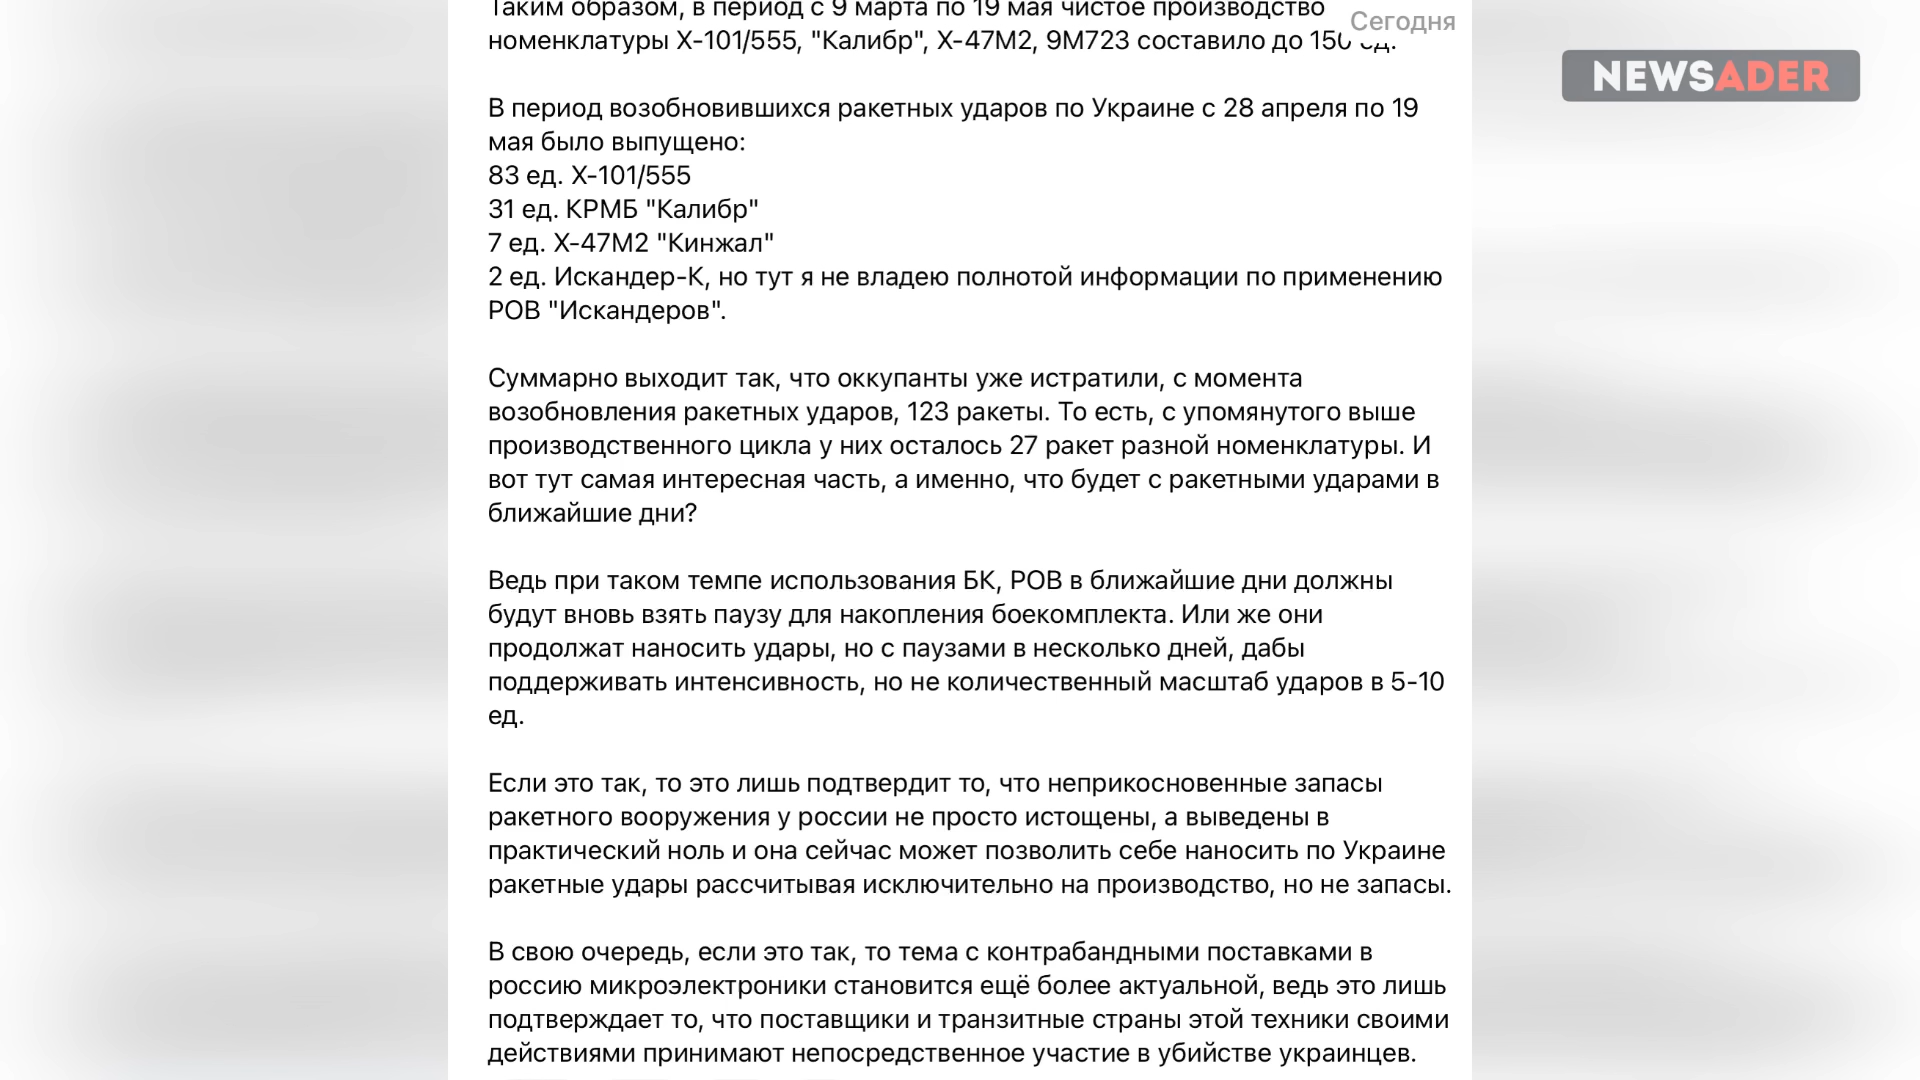 Таким образом, в период с 9 марта по 19 мая чистое производство
Сегодня
номенклатуры Х-101/555, "Калибр", Х-47М2, 9М723 составило до 150 ед.
NEWSADER
В период возобновившихся ракетных ударов по Украине с 28 апреля по 19
мая было выпущено:
83 ед. Х-101/555
31 ед. КРМБ "Калибр"
7 ед. Х-47М2 "Кинжал"
2 ед. Искандер-К, но тут я не владею полнотой информации по применению
РОВ "Искандеров".
Суммарно выходит так, что оккупанты уже истратили, с момента
возобновления ракетных ударов, 123 ракеты. То есть, с упомянутого выше
производственного цикла у них осталось 27 ракет разной номенклатуры. И
вот тут самая интересная часть, а именно, что будет с ракетными ударами в
ближайшие дни?
Ведь при таком темпе использования БК, РОВ в ближайшие дни должны
будут вновь взять паузу для накопления боекомплекта. Или же они
продолжат наносить удары, но с паузами в несколько дней, дабы
поддерживать интенсивность, но не количественный масштаб ударов в 5-10
ед.
Если это так, то это лишь подтвердит то, что неприкосновенные запасы
ракетного вооружения у россии не просто истощены, а выведены в
практический ноль и она сейчас может позволить себе наносить по Украине
ракетные удары рассчитывая исключительно на производство, но не запасы.
В свою очередь, если это так, то тема с контрабандными поставками в
россию микроэлектроники становится ещё более актуальной, ведь это лишь
подтверждает то, что поставщики и транзитные страны этой техники своими
действиями принимают непосредственное участие в убийстве украинцев.